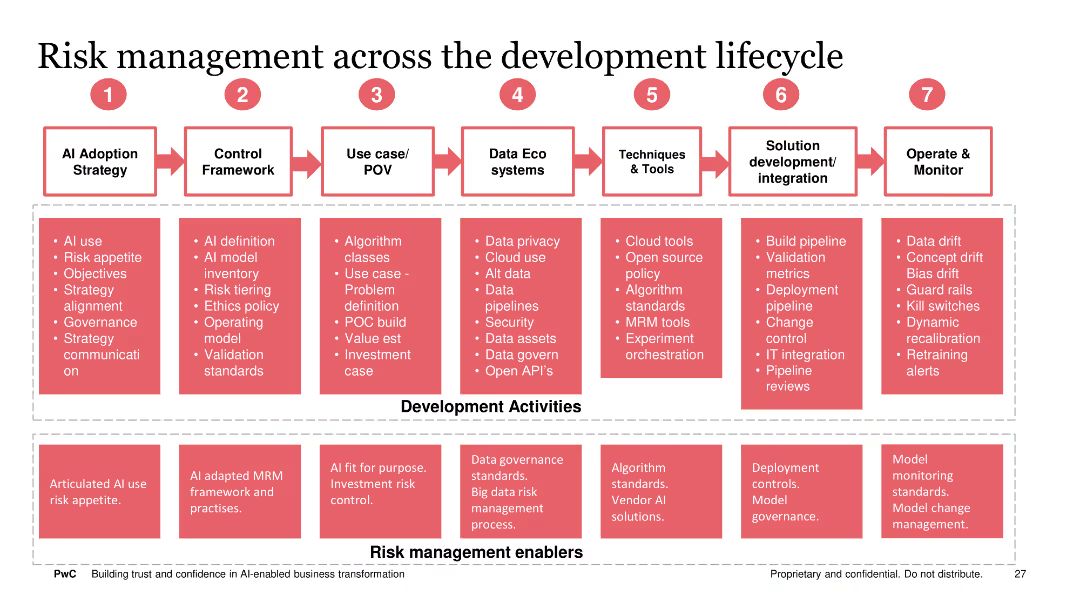 Risk management across the development lifecycle
1
2
3
4
5
6
7
AI Adoption
Strategy
Control
Framework
Use case/
POV
Data Eco
systems
Techniques
& Tools
Solution
development/
integration
Operate &
Monitor
• AI use
• Risk appetite
• Objectives
• Strategy
alignment
• Governance
• Strategy
communicati
on
• AI definition
• AI model
inventory
• Risk tiering
• Ethics policy
• Operating
model
• Validation
standards
• Algorithm
classes
• Use case -
Problem
definition
• POC build
• Value est
• Investment
case
• Data privacy
• Cloud use
• Alt data
• Data
pipelines
• Security
• Data assets
• Data govern
• Open API’s
• Cloud tools
• Open source
policy
• Algorithm
standards
• MRM tools
• Experiment
orchestration
• Build pipeline
• Validation
metrics
• Deployment
pipeline
• Change
control
• IT integration
• Pipeline
reviews
• Data drift
• Concept drift
Bias drift
• Guard rails
• Kill switches
• Dynamic
recalibration
• Retraining
alerts
Development Activities
Articulated AI use
risk appetite.
AI adapted MRM
framework and
practises.
AI fit for purpose.
Investment risk
control.
Data governance
standards.
Big data risk
management
process.
Algorithm
standards.
Vendor AI
solutions.
Deployment
controls.
Model
governance.
Model
monitoring
standards.
Model change
management.
Risk management enablers
PwC Building trust and confidence in AI-enabled business transformation
Proprietary and confidential. Do not distribute. 27